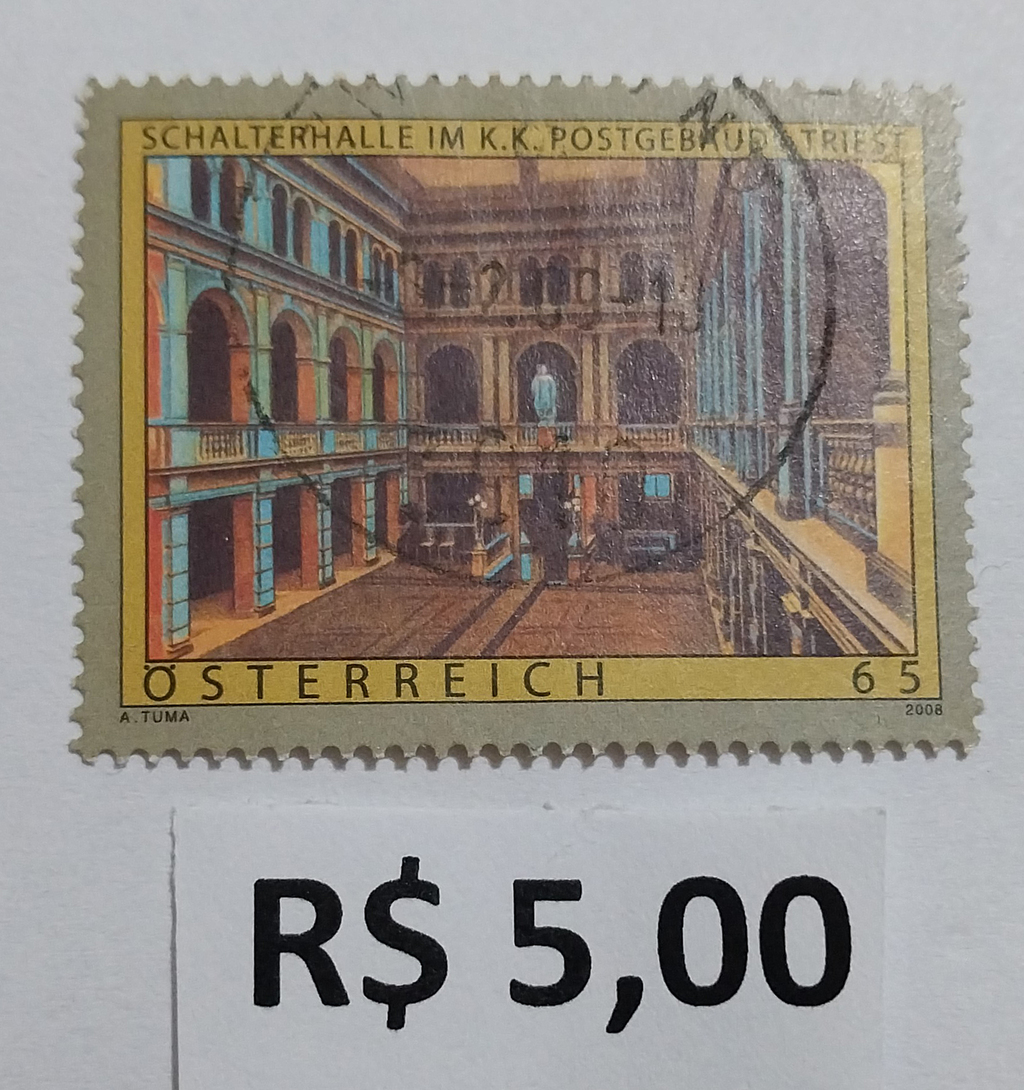 SCHALTERHALLE IM K.K. POSTGEBÄUDE TRIEST
ÖSTERREICH 65
A. TUMA 2008
R$ 5,00